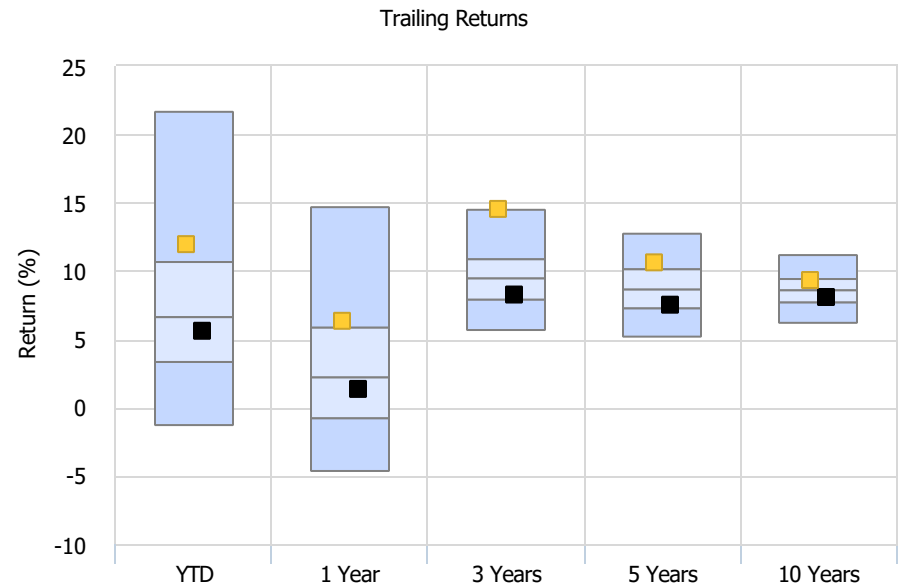 Trailing Returns
Return (%)
25
20
15
10
5
0
-5
-10
YTD
1 Year
3 Years
5 Years
10 Years